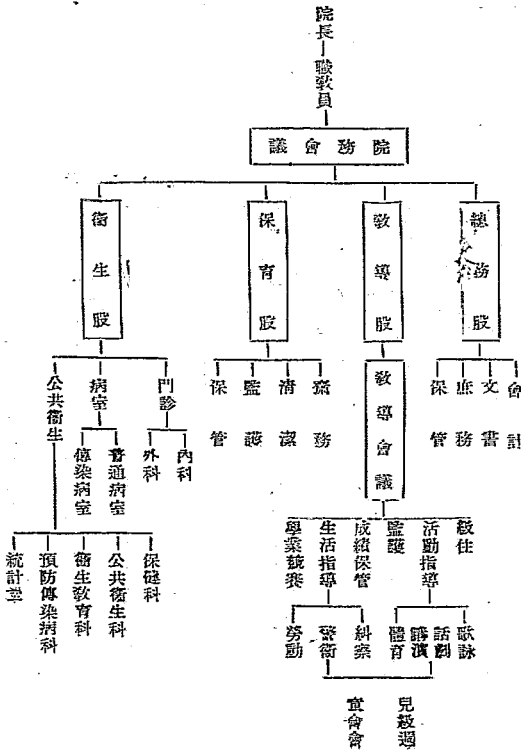 院長
職教員
院務會議
總務股
教導股
保育股
衛生股
會計
文書
庶務
保管
教導會議
齋務
清潔
監護
保管
門診
病室
公共衛生
內科
外科
普通病室
傳染病室
級任
活動指導
監護
成績保管
生活指導
學業競賽
保健科
公共衛生科
衛生教育科
預防傳染病科
統計室
歌詠
話劇
講演
體育
糾察
警衛
勞動
兒級週
童會會